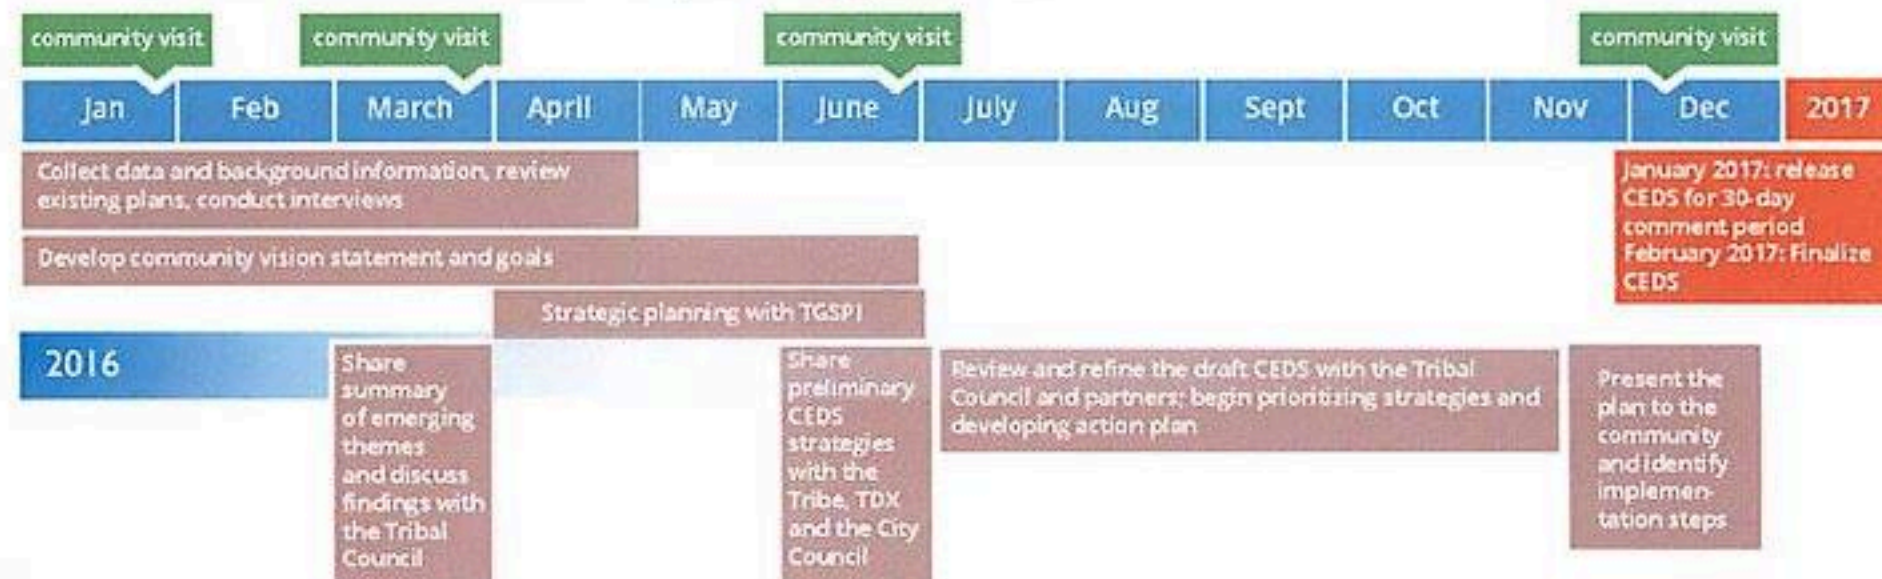 community visit
community visit
community visit
community visit
Jan
Feb
March
April
May
June
July
Aug
Sept
Oct
Nov
Dec
2017
Collect data and background information, review
existing plans, conduct interviews
January 2017: release
CEDS for 30-day
comment period
February 2017: Finalize
CEDS
Develop community vision statement and goals
Strategic planning with TGSPI
2016
Share
summary
of emerging
themes
and discuss
findings with
the Tribal
Council
Share
preliminary
CEDS
strategies
with the
Tribe, TDX
and the City
Council
Review and refine the draft CEDS with the Tribal
Council and partners; begin prioritizing strategies and
developing action plan
Present the
plan to the
community
and identify
implemen-
tation steps